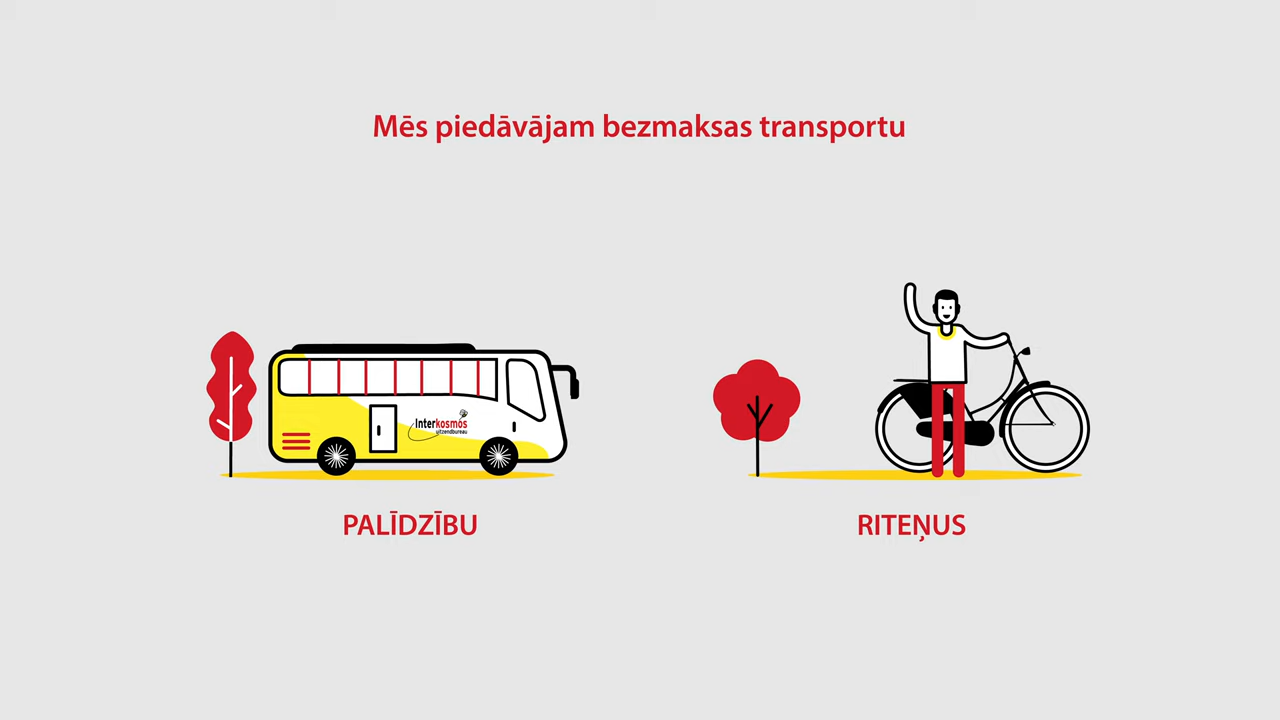 Mēs piedāvājam bezmaksas transportu
Interkosmos
uitzendbureau
PALĪDZĪBU
RITEŅUS